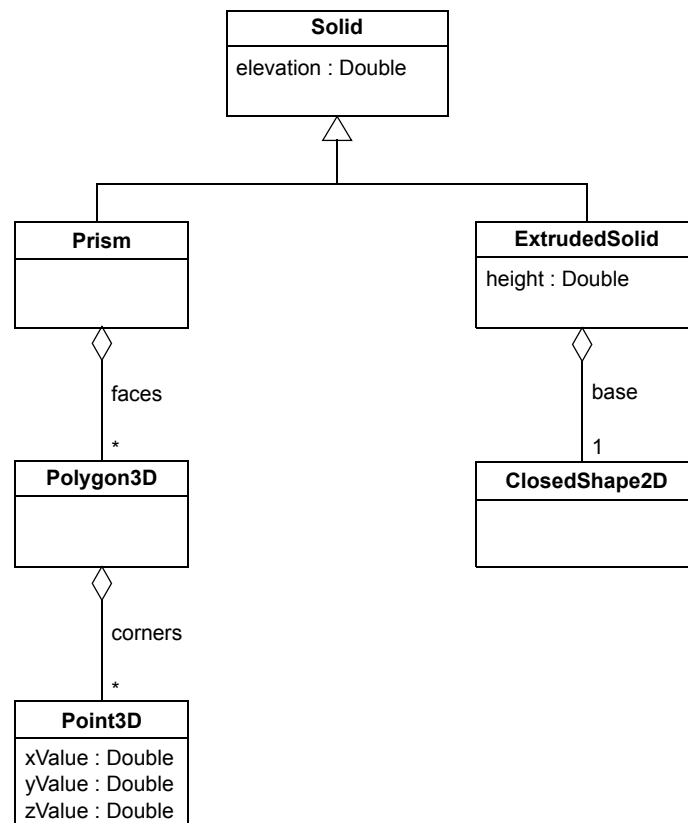 Solid
elevation : Double
Prism
ExtrudedSolid
height : Double
faces
base
*
1
Polygon3D
ClosedShape2D
corners
*
Point3D
xValue : Double
yValue : Double
zValue : Double